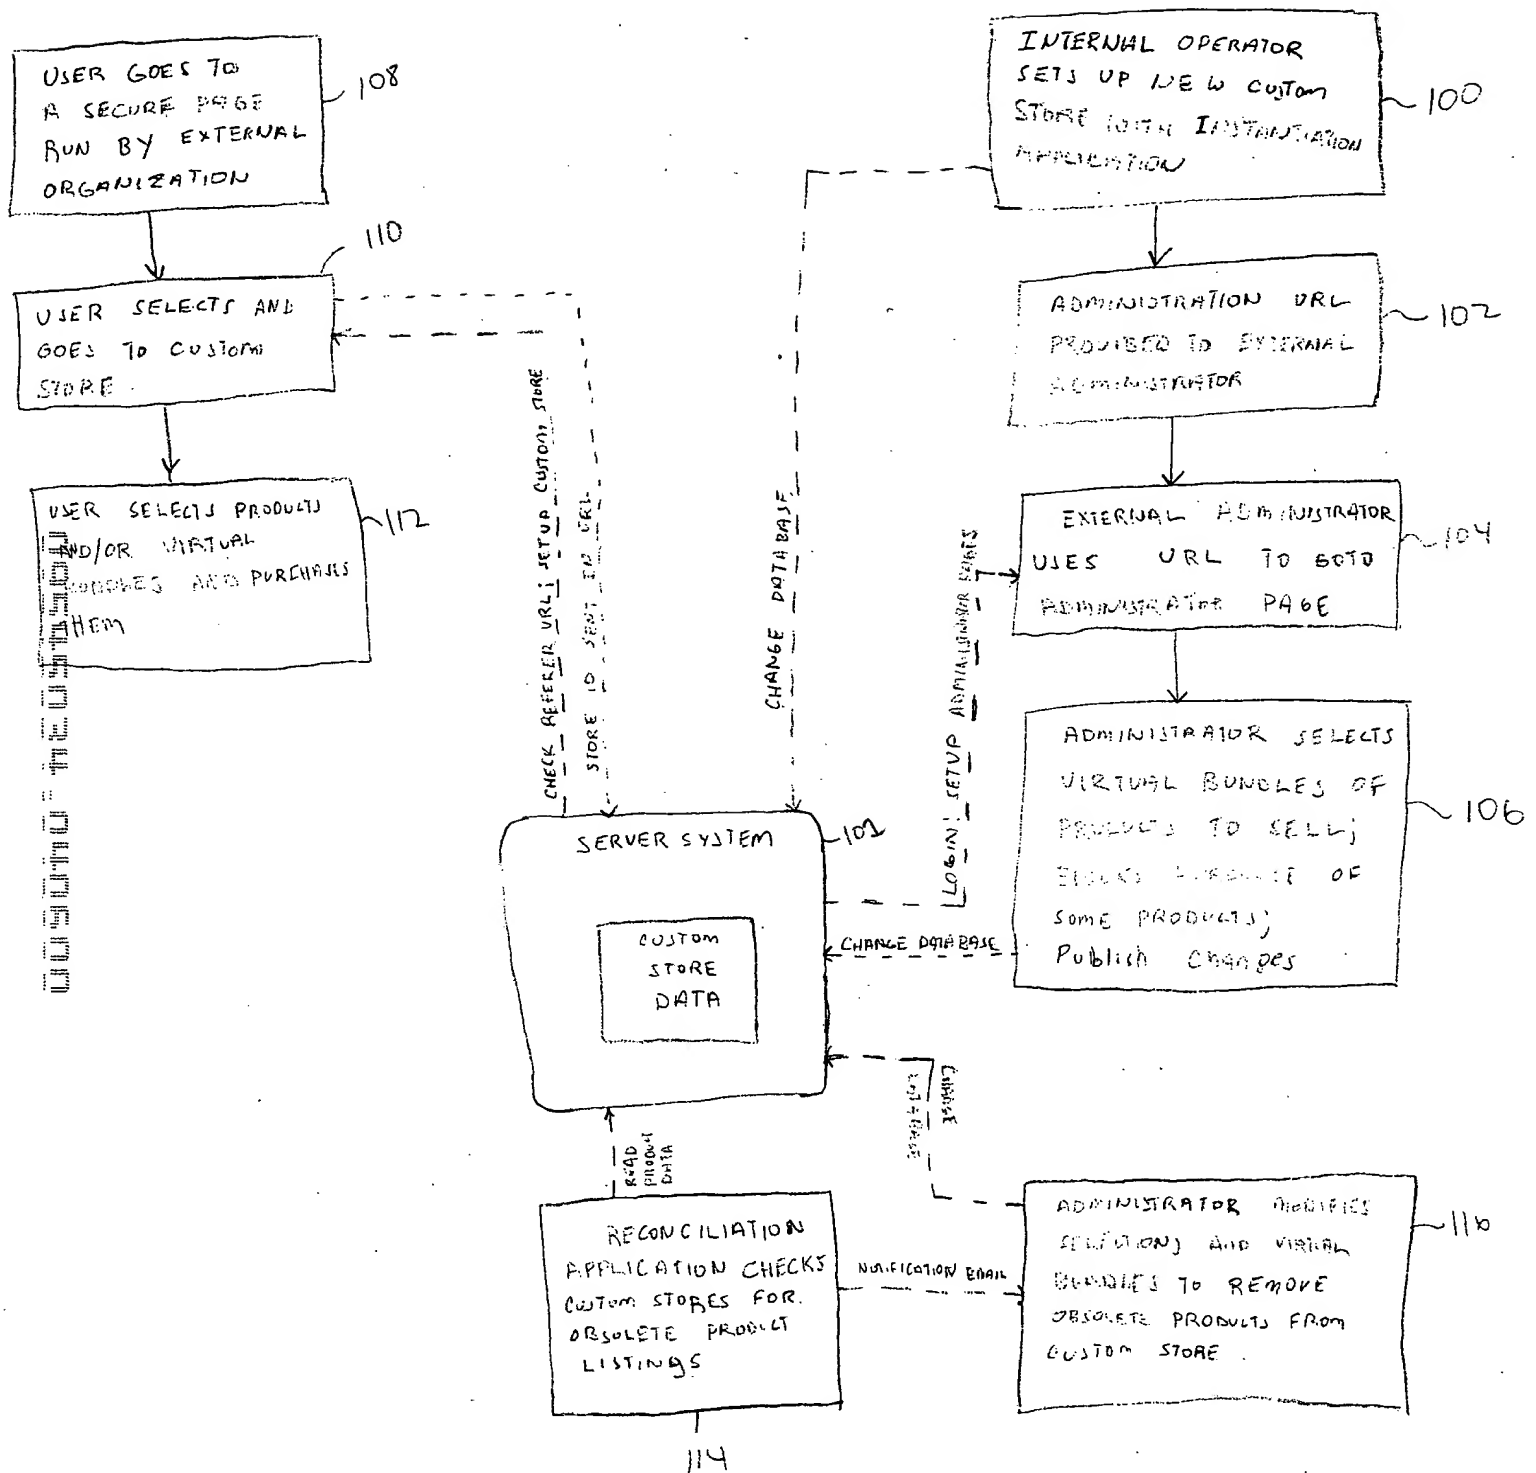 USER GOES TO
A SECURE PAGE
RUN BY EXTERNAL
ORGANIZATION
108
USER SELECTS AND
GOES TO CUSTOM
STORE.
110
USER SELECTS PRODUCTS
AND/OR VIRTUAL
BUNDLES AND PURCHASES
THEM
112
INTERNAL OPERATOR
SETS UP NEW CUSTOM
STORE WITH INSTANTIATION
APPLICATION
100
ADMINISTRATION URL
PROVIDED TO EXTERNAL
ADMINISTRATOR
102
EXTERNAL ADMINISTRATOR
USES URL TO GOTO
ADMINISTRATOR PAGE
104
ADMINISTRATOR SELECTS
VIRTUAL BUNDLES OF
PRODUCTS TO SELL;
OF
SOME PRODUCTS;
Publish Changes
106
CHECK REFERER URL; SETUP CUSTOM STORE
STORE ID SENT IN URL
CHANGE DATABASE
LOGIN; SETUP ADMINISTRATOR
SERVER SYSTEM
101
CUSTOM
STORE
DATA
CHANGE DATABASE
CHANGE
DATABASE
READ
PRODUCT
DATA
RECONCILIATION
APPLICATION CHECKS
CUSTOM STORES FOR.
OBSOLETE PRODUCT
LISTINGS
114
NOTIFICATION EMAIL
ADMINISTRATOR MODIFIES
SELECTIONS AND VIRTUAL
BUNDLES TO REMOVE
OBSOLETE PRODUCTS FROM
CUSTOM STORE.
116